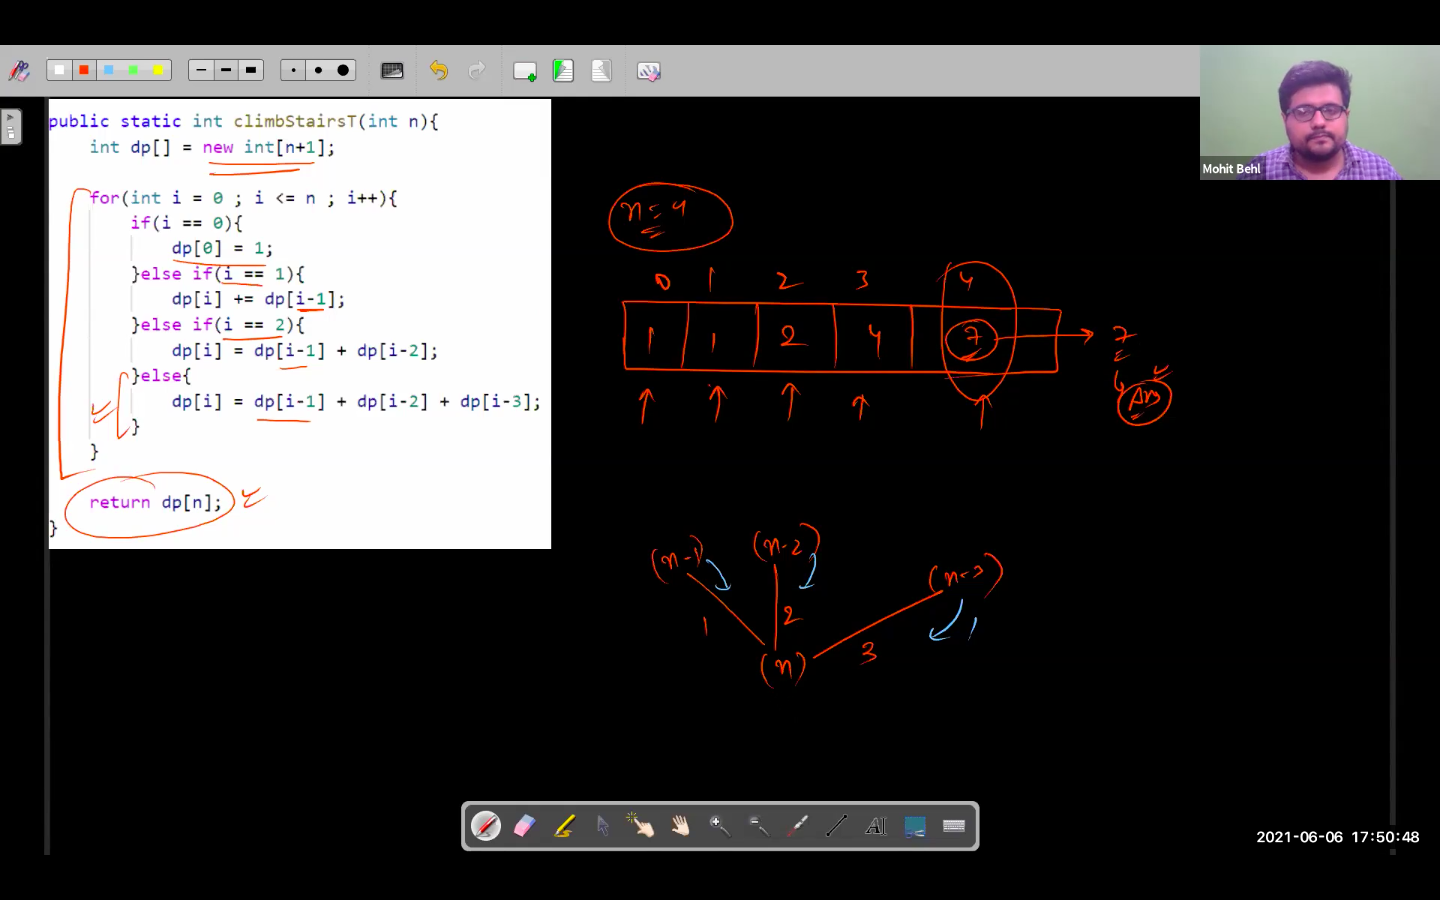 Mohit Behl
public static int climbStairsT(int n){
int dp[] = new int[n+1];
for(int i = 0 ; i <= n ; i++){
if(i == 0){
dp[0] = 1;
}else if(i == 1){
dp[i] += dp[i-1];
}else if(i == 2){
dp[i] = dp[i-1] + dp[i-2];
}else{
dp[i] = dp[i-1] + dp[i-2] + dp[i-3];
}
}
return dp[n];
}
n = 4
0 1 2 3 4
1 1 2 4 7 7
Ans
(n-1) (n-2) (n-3)
1 2 3
(n)
AI
2021-06-06 17:50:48